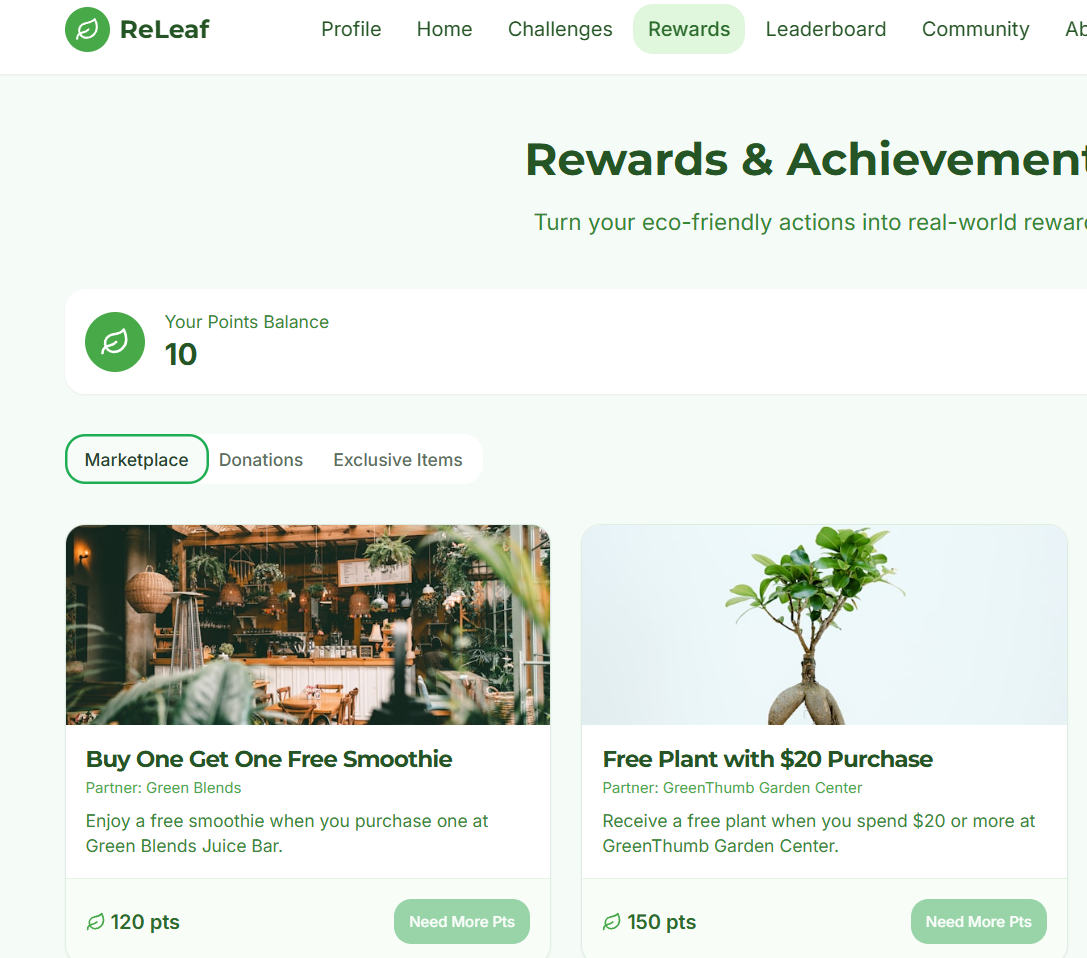 ReLeaf
Profile Home Challenges Rewards Leaderboard Community Ab
Rewards & Achievement
Turn your eco-friendly actions into real-world rewar
Your Points Balance
10
Marketplace Donations Exclusive Items
Buy One Get One Free Smoothie
Partner: Green Blends
Enjoy a free smoothie when you purchase one at
Green Blends Juice Bar.
120 pts
Need More Pts
Free Plant with $20 Purchase
Partner: GreenThumb Garden Center
Receive a free plant when you spend $20 or more at
GreenThumb Garden Center.
150 pts
Need More Pts